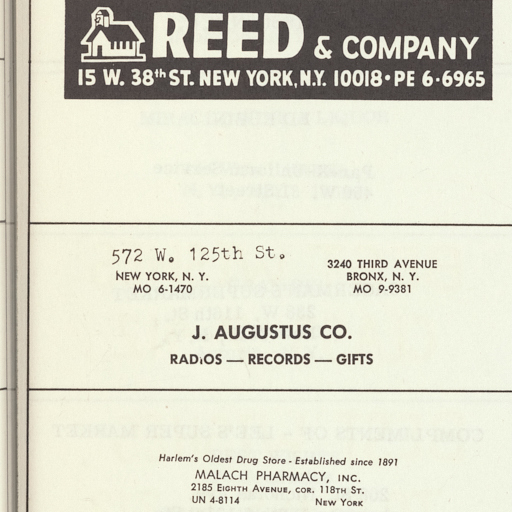 REED & COMPANY
15 W. 38th ST. NEW YORK, N.Y. 10018 • PE 6-6965
572 W. 125th St.
NEW YORK, N. Y.
MO 6-1470
3240 THIRD AVENUE
BRONX, N. Y.
MO 9-9381
J. AUGUSTUS CO.
RADIOS — RECORDS — GIFTS
Harlem's Oldest Drug Store - Established since 1891
MALACH PHARMACY, INC.
2185 EIGHTH AVENUE, COR. 118TH ST.
UN 4-8114 NEW YORK